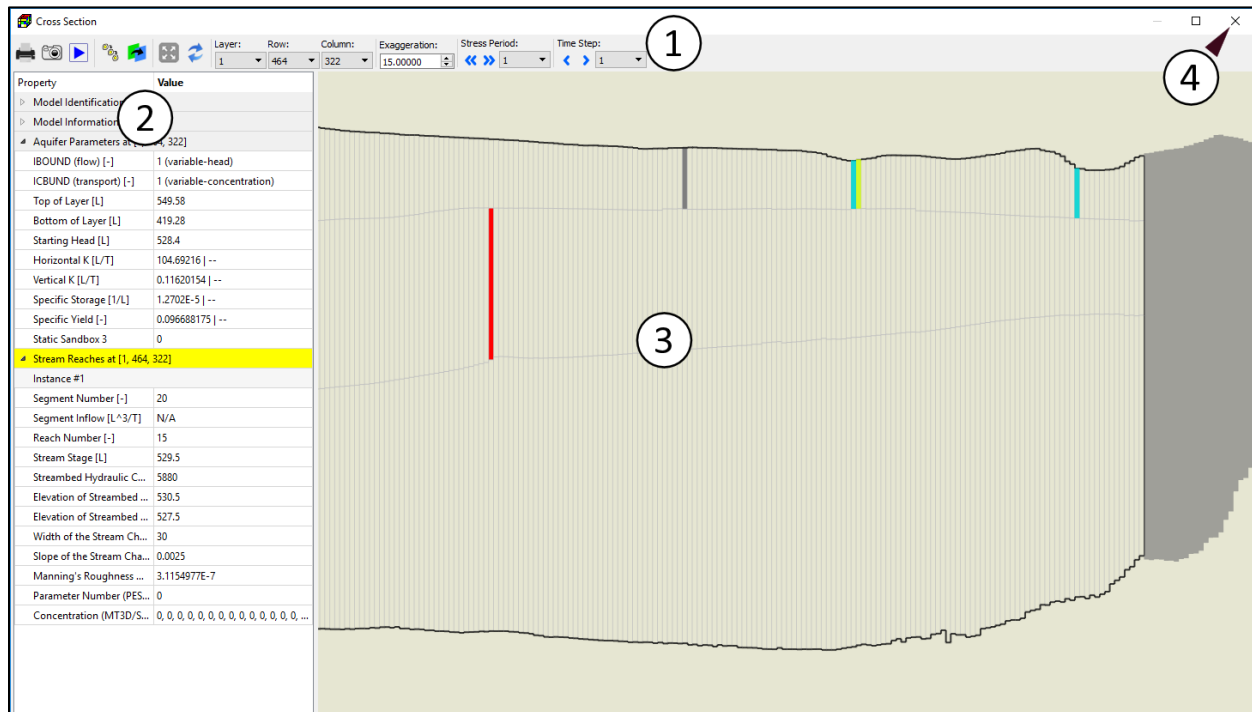 Cross Section
Layer: Row: Column: Exaggeration: Stress Period: Time Step:
1 464 322 15.00000 1 1
1
4
Property Value
Model Identification
Model Information
2
Aquifer Parameters at 322]
IBOUND (flow) [-] 1 (variable-head)
ICBUND (transport) [-] 1 (variable-concentration)
Top of Layer [L] 549.58
Bottom of Layer [L] 419.28
Starting Head [L] 528.4
Horizontal K [L/T] 104.69216 | --
Vertical K [L/T] 0.11620154 | --
Specific Storage [1/L] 1.2702E-5 | --
Specific Yield [-] 0.096688175 | --
Static Sandbox 3 0
3
Stream Reaches at [1, 464, 322]
Instance #1
Segment Number [-] 20
Segment Inflow [L^3/T] N/A
Reach Number [-] 15
Stream Stage [L] 529.5
Streambed Hydraulic C... 5880
Elevation of Streambed ... 530.5
Elevation of Streambed ... 527.5
Width of the Stream Ch... 30
Slope of the Stream Cha... 0.0025
Manning's Roughness ... 3.1154977E-7
Parameter Number (PES... 0
Concentration (MT3D/S... 0, 0, 0, 0, 0, 0, 0, 0, 0, 0, 0, 0, 0, 0, ...